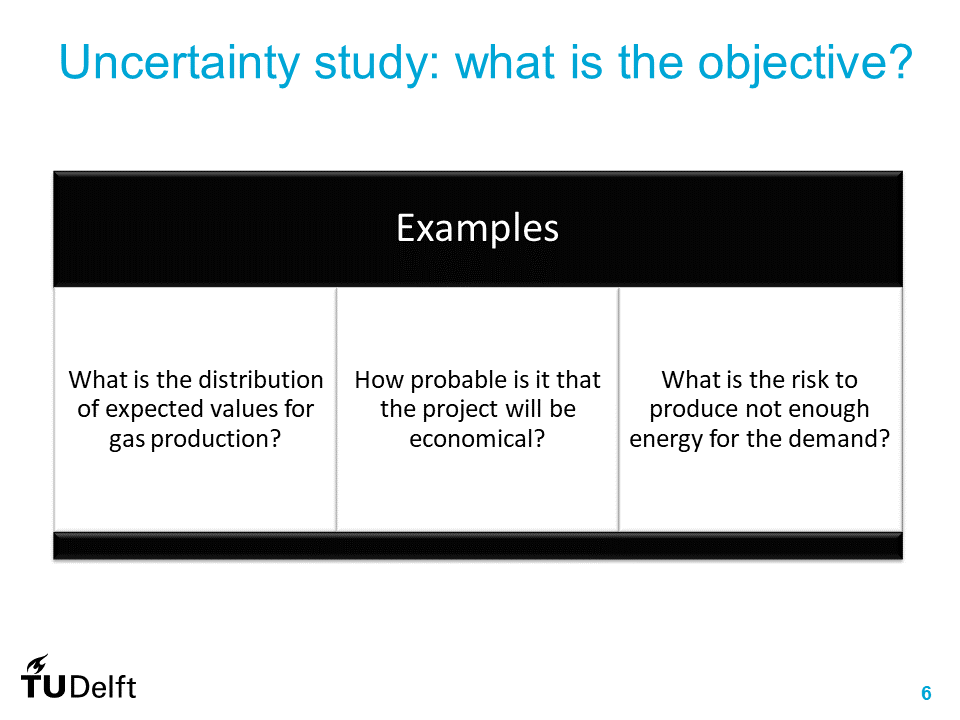 Uncertainty study: what is the objective?
Examples
What is the distribution
of expected values for
gas production?
How probable is it that
the project will be
economical?
What is the risk to
produce not enough
energy for the demand?
TUDelft
6